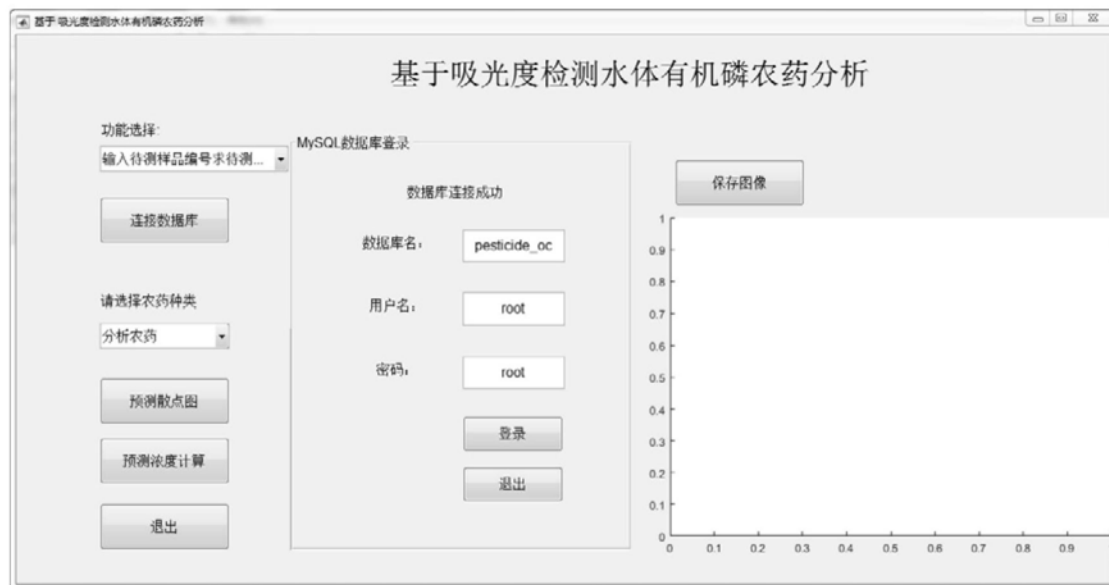 基于 吸光度检测水体有机磷农药分析
基于吸光度检测水体有机磷农药分析
功能选择:
输入待测样品编号求待测...
连接数据库
请选择农药种类
分析农药
预测散点图
预测浓度计算
退出
MySQL数据库登录
数据库连接成功
数据库名：
pesticide_oc
用户名：
root
密码：
root
登录
退出
保存图像
1
0.9
0.8
0.7
0.6
0.5
0.4
0.3
0.2
0.1
0
0 0.1 0.2 0.3 0.4 0.5 0.6 0.7 0.8 0.9